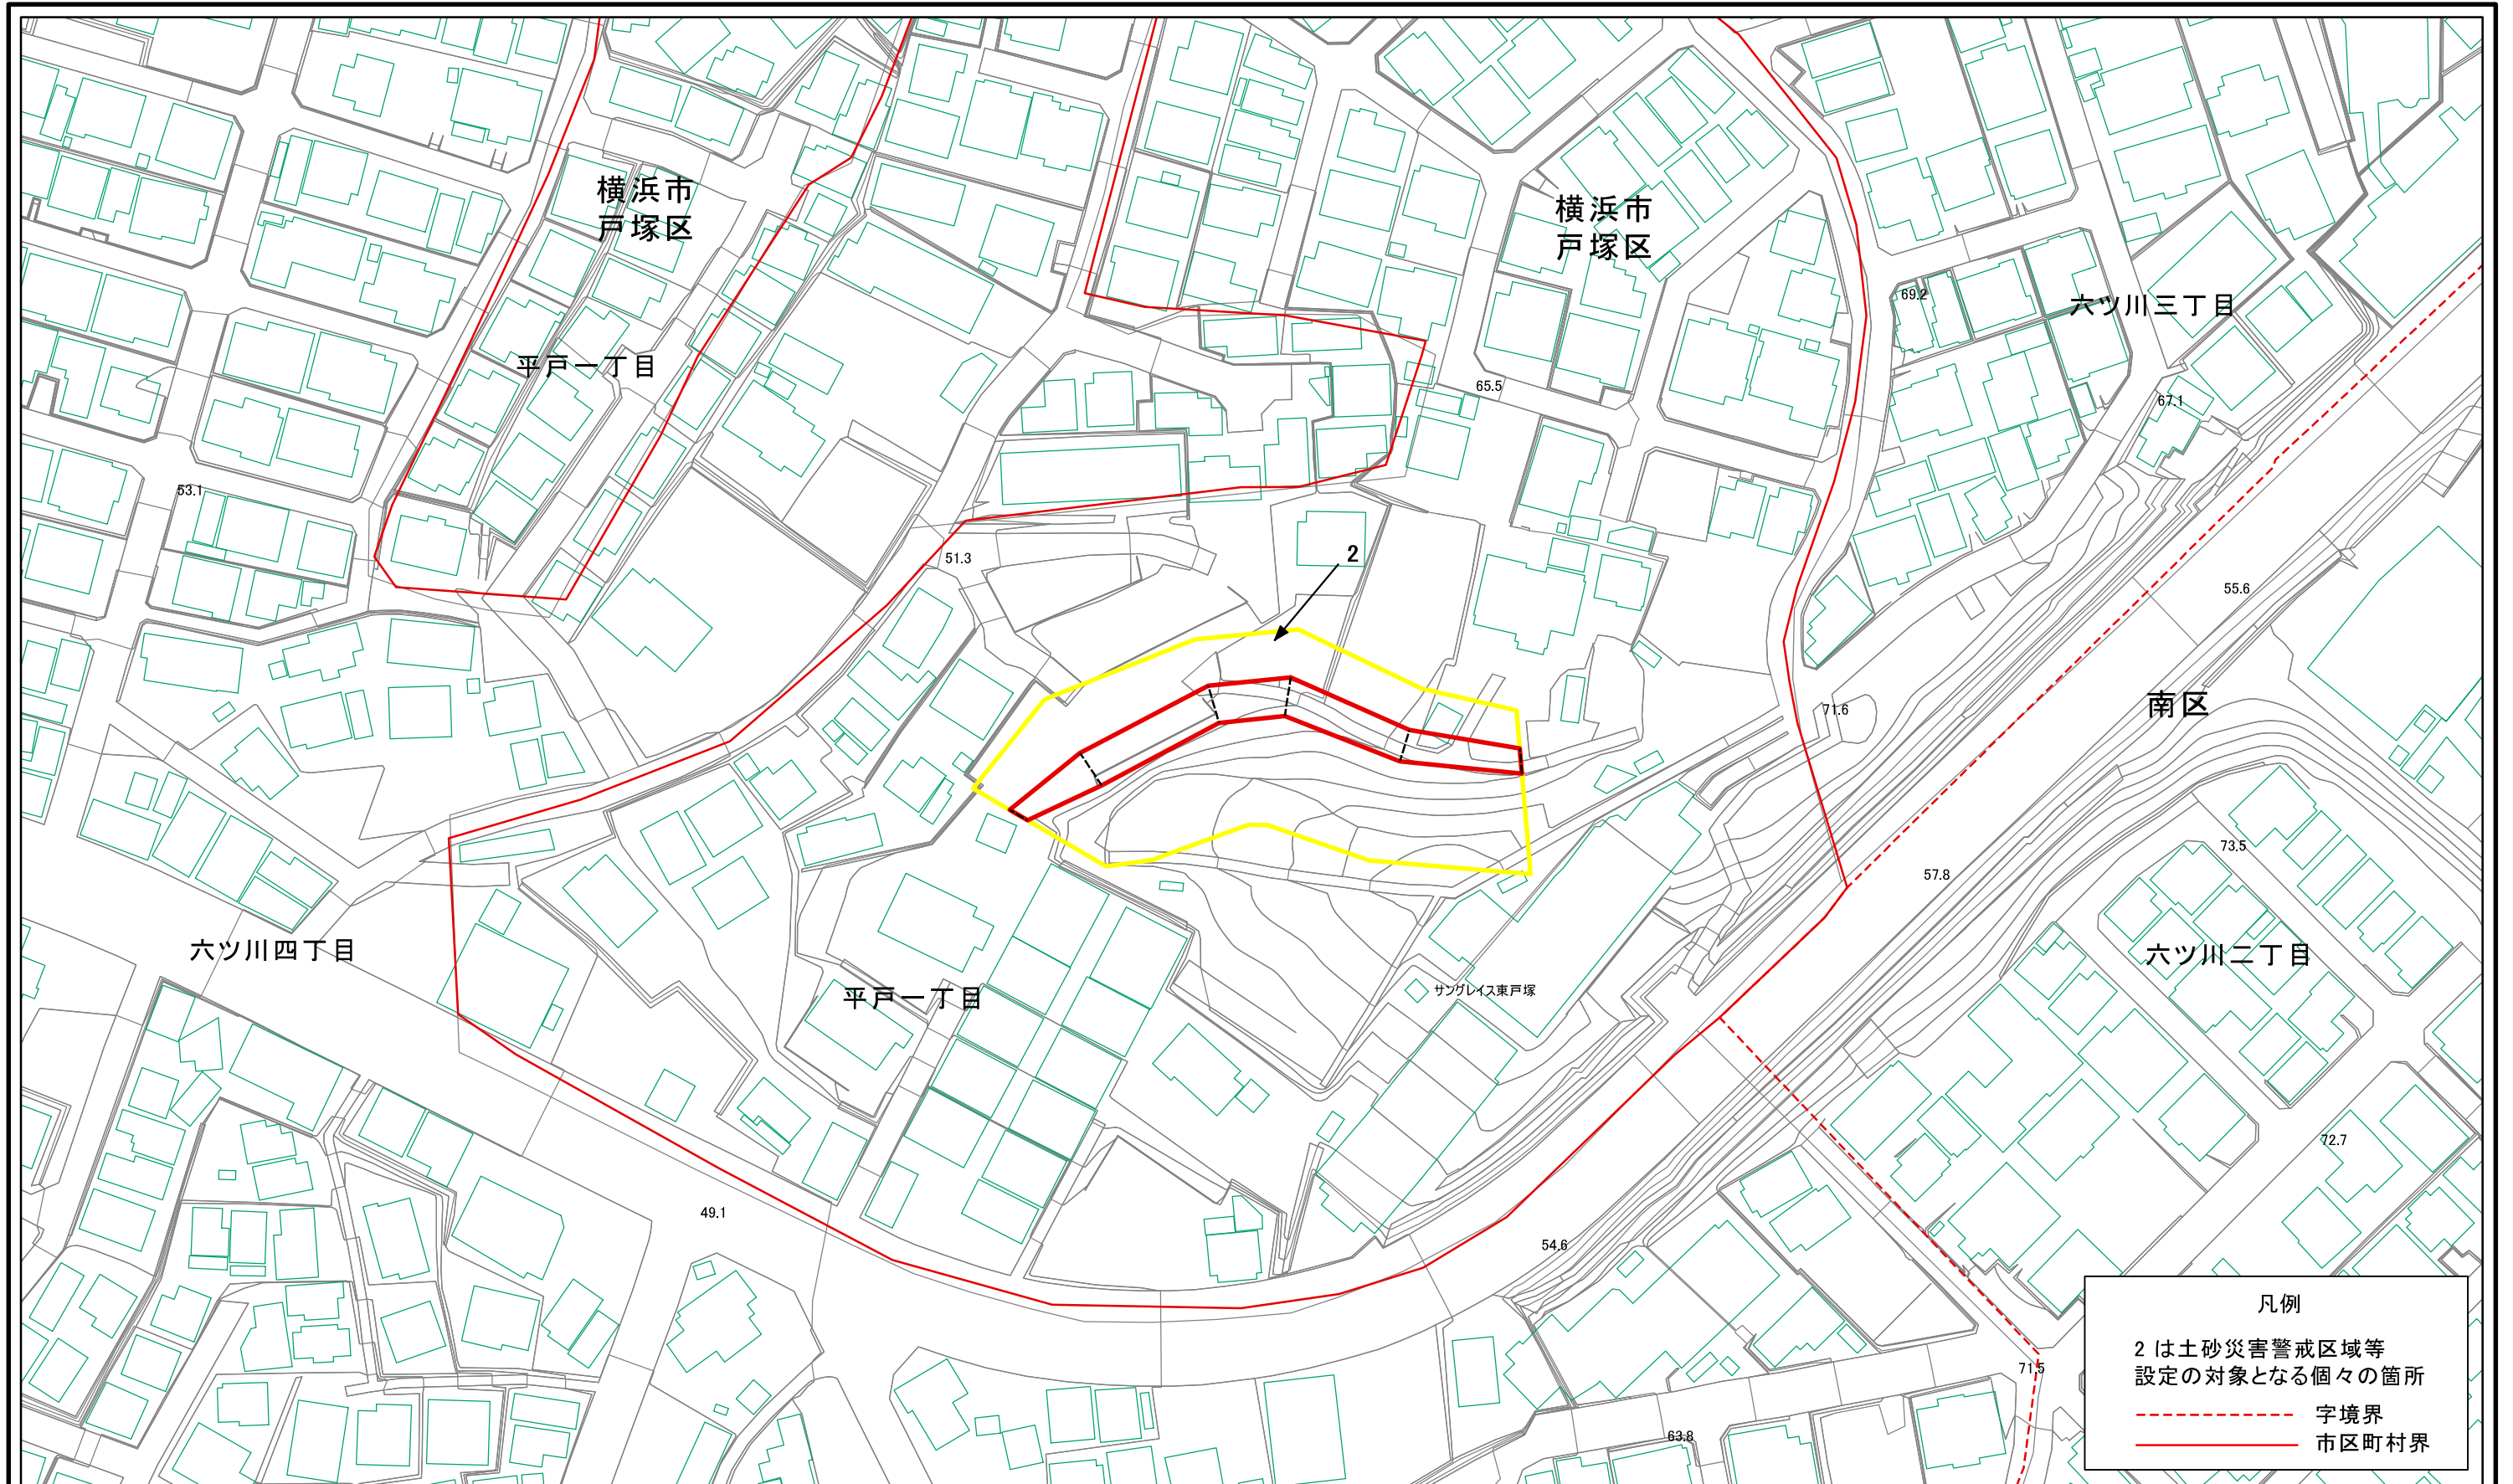 横浜市
戸塚区
横浜市
戸塚区
69.2
六ツ川三丁目
平戸一丁目
65.5
67.1
53.1
51.3
2
55.6
南区
71.6
73.5
57.8
六ツ川四丁目
六ツ川二丁目
平戸一丁目
サングレイス東戸塚
72.7
49.1
54.6
71.5
63.8
凡例
2 は土砂災害警戒区域等
設定の対象となる個々の箇所
字境界
市区町村界